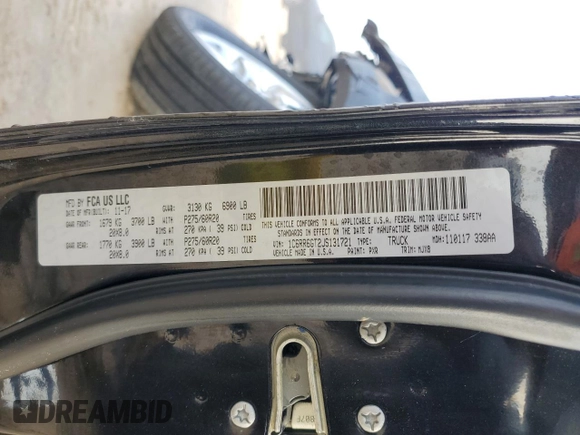 MFD BY FCA US LLC
DATE OF MFR(BUILT): 11-17 GVWR: 3130 KG 6900 LB
GAWR FRONT: 1679 KG 3700 LB WITH P275/60R20 TIRES
20X8.0 RIMS AT 270 KPA ( 39 PSI) COLD
GAWR REAR: 1770 KG 3900 LB WITH P275/60R20 TIRES
20X8.0 RIMS AT 270 KPA ( 39 PSI) COLD
THIS VEHICLE CONFORMS TO ALL APPLICABLE U.S.A. FEDERAL MOTOR VEHICLE SAFETY
STANDARDS IN EFFECT ON THE DATE OF MANUFACTURE SHOWN ABOVE.
VIN: 1C6RR6GT2JS131721 TYPE: TRUCK MDH: 110117 338AA
VEHICLE MADE IN U.S.A. PAINT: PXR TRIM: MJX8
DREAMBID